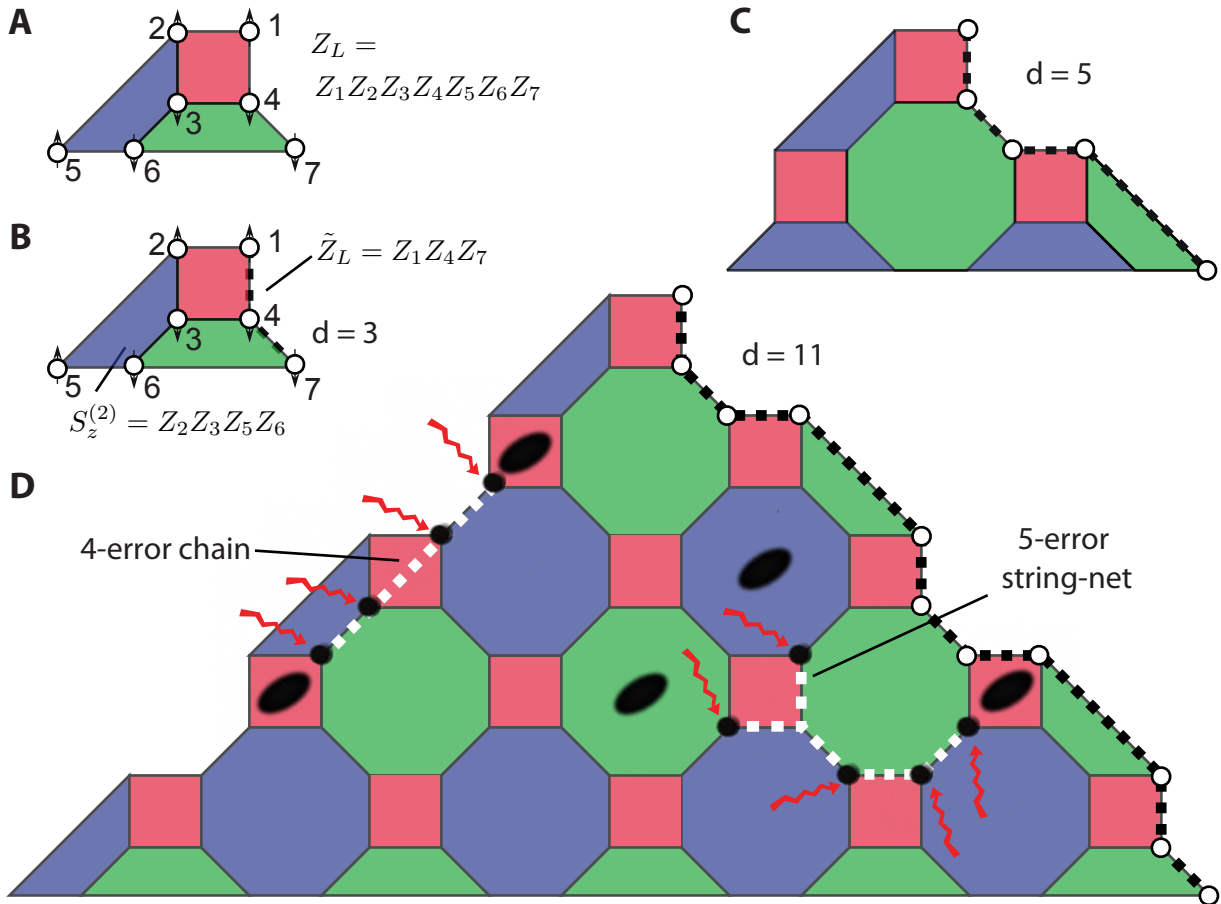 A
2
1
3
4
5
6
7
Z_L =
Z_1Z_2Z_3Z_4Z_5Z_6Z_7
B
2
1
3
4
5
6
7
Z̃_L = Z_1Z_4Z_7
d = 3
S_z^{(2)} = Z_2Z_3Z_5Z_6
C
d = 5
D
d = 11
4-error chain
5-error
string-net